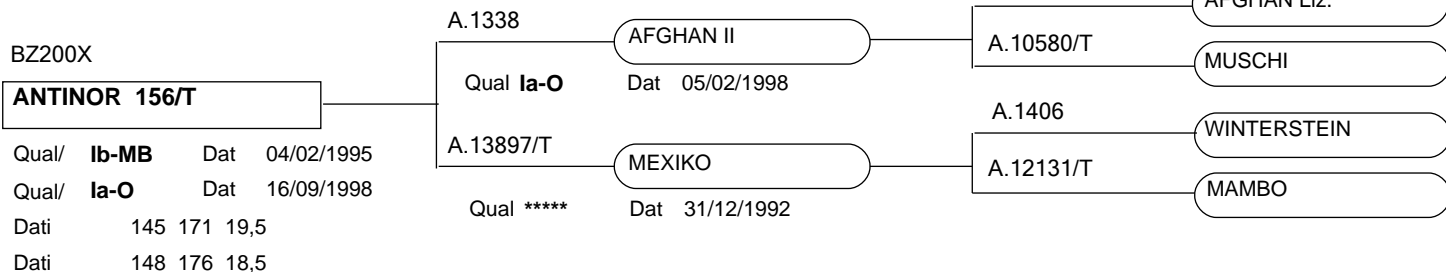 AFGHAN Liz.
A.1338
AFGHAN II
A.10580/T
BZ200X
MUSCHI
Qual Ia-O Dat 05/02/1998
ANTINOR 156/T
A.1406
WINTERSTEIN
A.13897/T
Qual/ Ib-MB Dat 04/02/1995
MEXIKO
A.12131/T
Qual/ Ia-O Dat 16/09/1998
MAMBO
Qual ***** Dat 31/12/1992
Dati 145 171 19,5
Dati 148 176 18,5